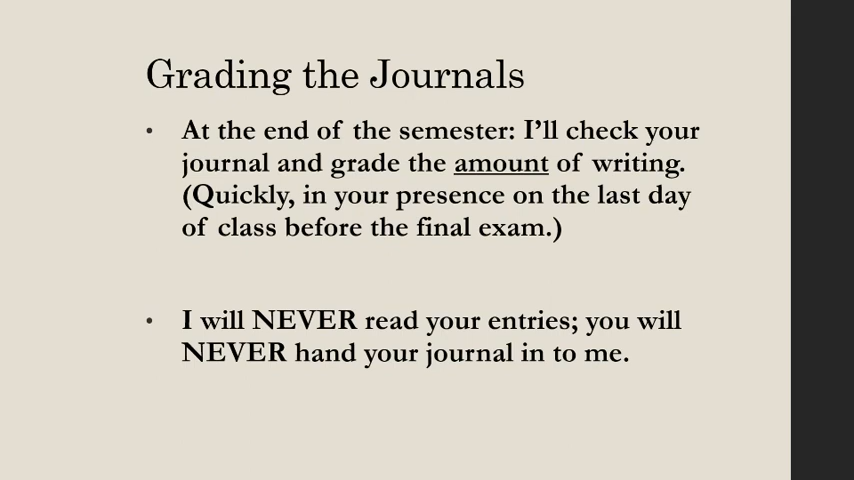 Grading the Journals
• At the end of the semester: I’ll check your
journal and grade the amount of writing.
(Quickly, in your presence on the last day
of class before the final exam.)
• I will NEVER read your entries; you will
NEVER hand your journal in to me.